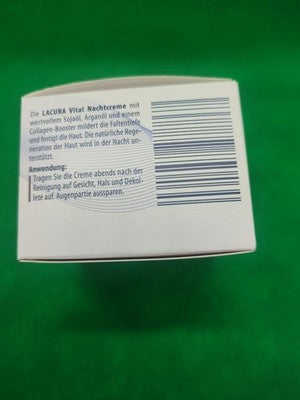 Die LACURA Vital Nachtcreme mit
wertvollem Sojaöl, Arganöl und einem
Collagen-Booster mildert die Faltentiefe
und festigt die Haut. Die natürliche Rege-
neration der Haut wird in der Nacht un-
terstützt.
Anwendung:
Tragen Sie die Creme abends nach der
Reinigung auf Gesicht, Hals und Dekol-
leté auf. Augenpartie aussparen.